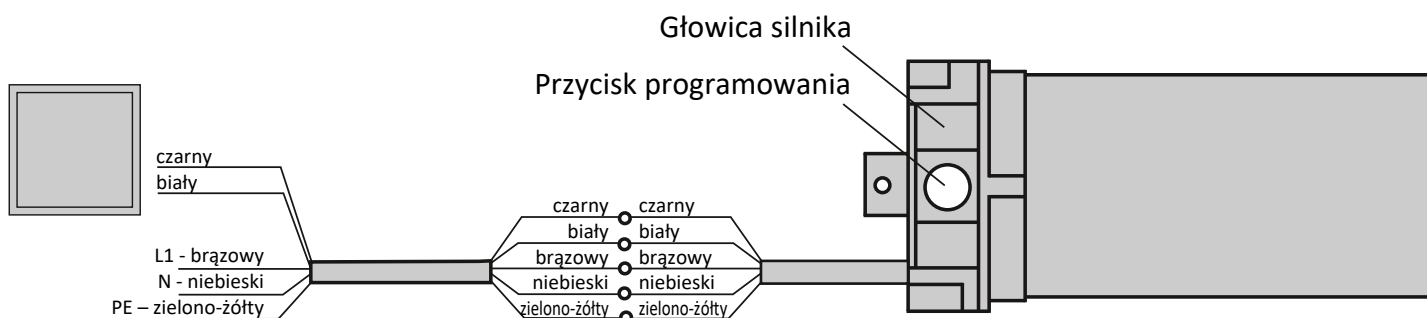 Głowica silnika
Przycisk programowania
czarny
biały
L1 - brązowy
N - niebieski
PE – zielono-żółty
czarny czarny
biały biały
brązowy brązowy
niebieski niebieski
zielono-żółty zielono-żółty